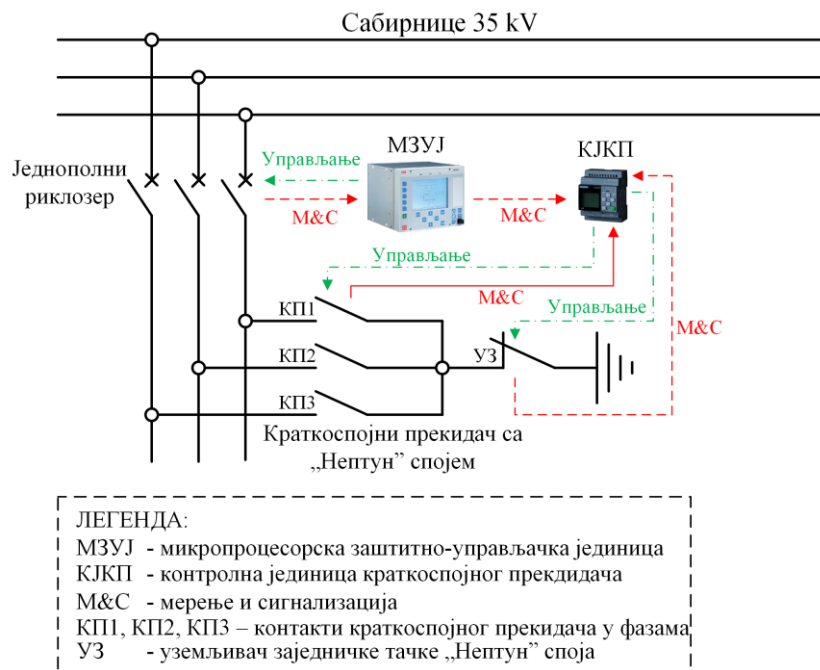 Сабирнице 35 kV
Једнополни
риклозер
Управљање
МЗУЈ
КЈКП
М&С
М&С
Управљање
М&С
Управљање
М&С
КП1
КП2
УЗ
КП3
Краткоспојни прекидач са
„Нептун” спојем
ЛЕГЕНДА:
МЗУЈ - микропроцесорска заштитно-управљачка јединица
КЈКП - контролна јединица краткоспојног прекдидача
М&С - мерење и сигнализација
КП1, КП2, КП3 – контакти краткоспојног прекидача у фазама
УЗ - уземљивач заједничке тачке „Нептун” споја